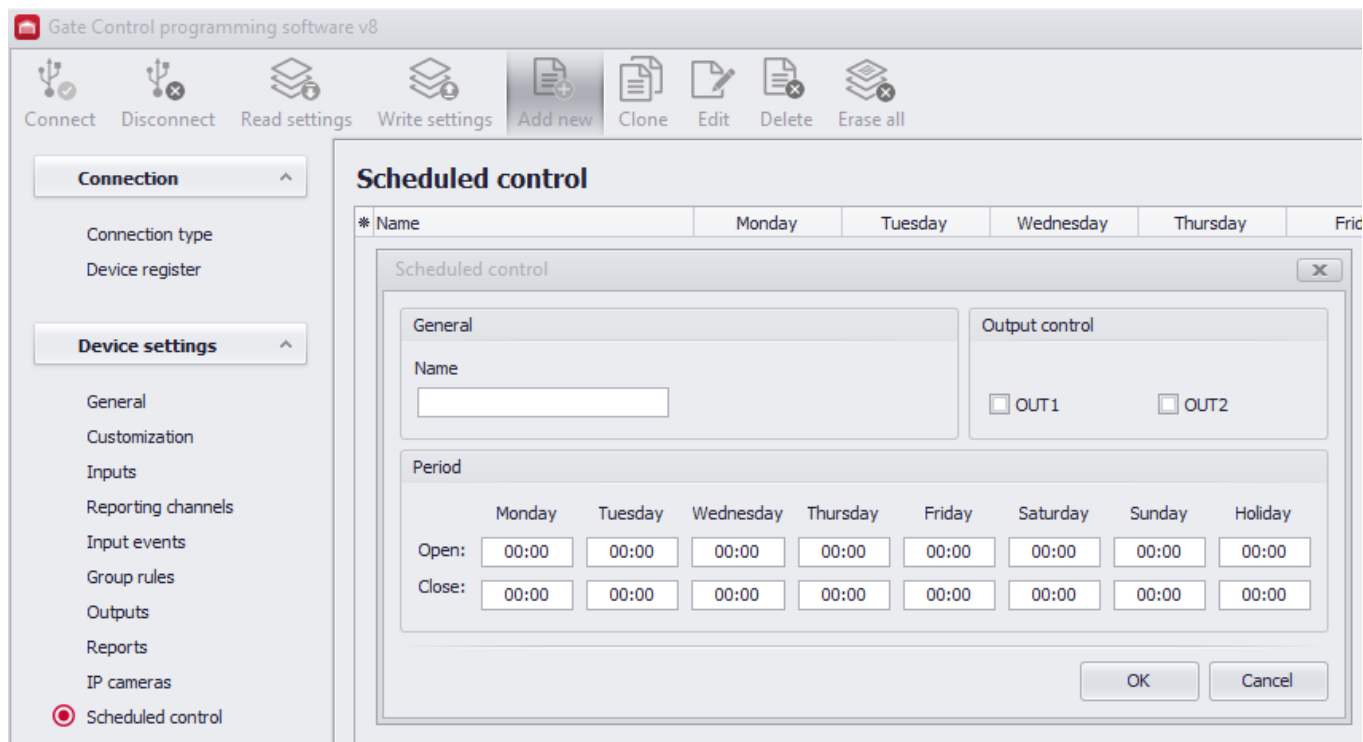 Gate Control programming software v8
Connect Disconnect Read settings Write settings Add new Clone Edit Delete Erase all
Connection
Connection type
Device register
Device settings
General
Customization
Inputs
Reporting channels
Input events
Group rules
Outputs
Reports
IP cameras
Scheduled control
Scheduled control
Name Monday Tuesday Wednesday Thursday Frid
Scheduled control
General
Name
Output control
OUT1 OUT2
Period
Monday Tuesday Wednesday Thursday Friday Saturday Sunday Holiday
Open: 00:00 00:00 00:00 00:00 00:00 00:00 00:00 00:00
Close: 00:00 00:00 00:00 00:00 00:00 00:00 00:00 00:00
OK Cancel